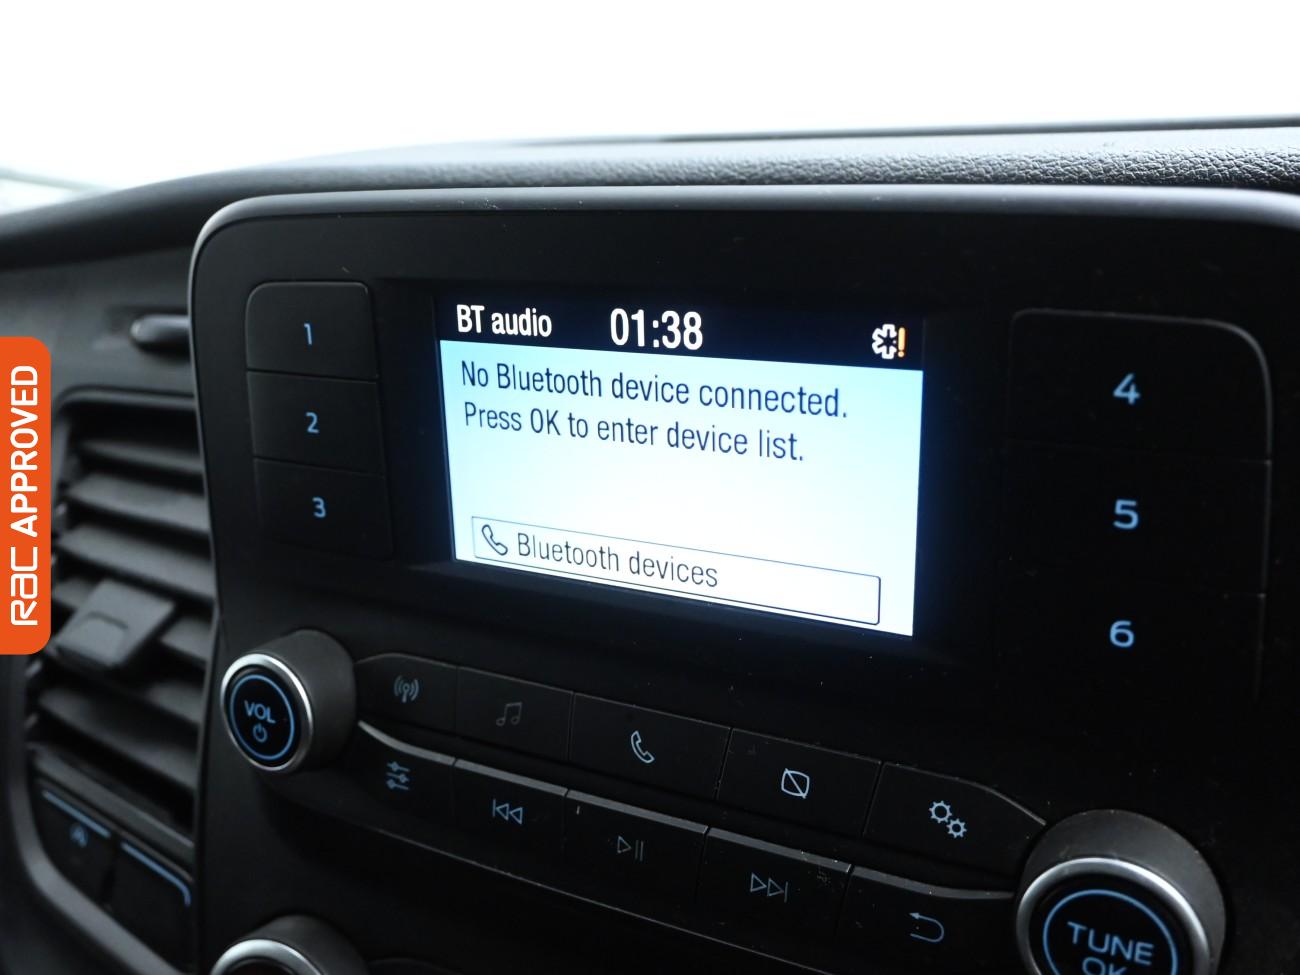 RAC APPROVED
BT audio 01:38
No Bluetooth device connected.
Press OK to enter device list.
Bluetooth devices
1
2
3
4
5
6
VOL
TUNE
OK